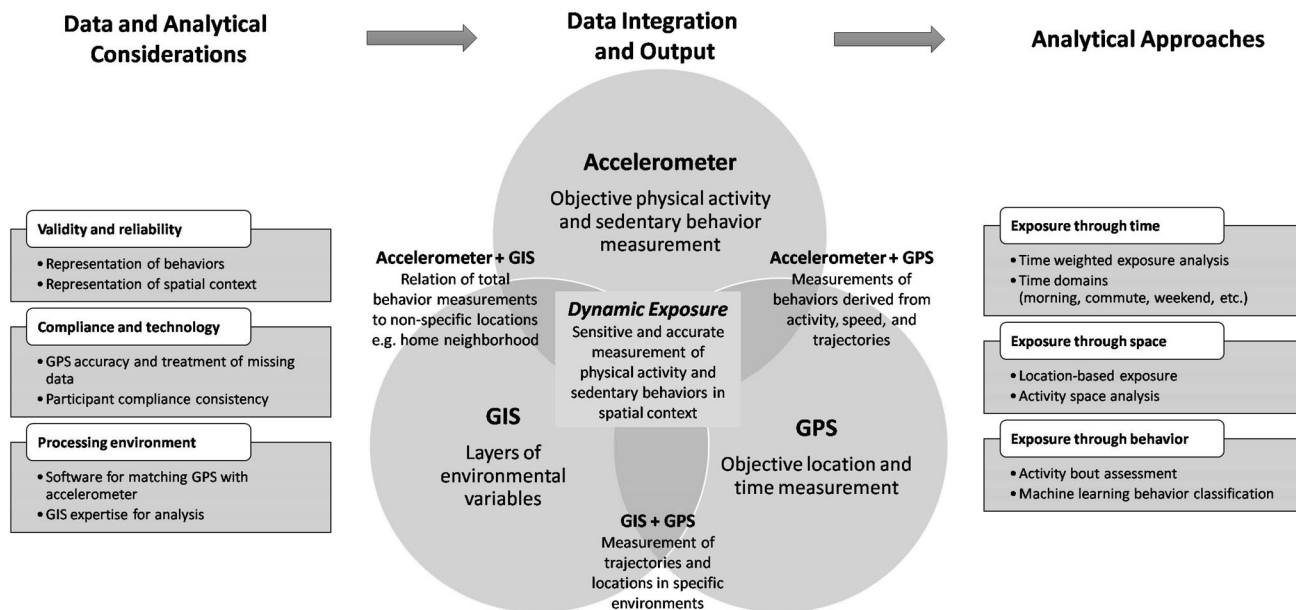 Data and Analytical
Considerations
Data Integration
and Output
Analytical Approaches
Validity and reliability
• Representation of behaviors
• Representation of spatial context
Compliance and technology
• GPS accuracy and treatment of missing
data
• Participant compliance consistency
Processing environment
• Software for matching GPS with
accelerometer
• GIS expertise for analysis
Accelerometer
Objective physical activity
and sedentary behavior
measurement
Accelerometer + GIS
Relation of total
behavior measurements
to non-specific locations
e.g. home neighborhood
Dynamic Exposure
Sensitive and accurate
measurement of
physical activity and
sedentary behaviors in
spatial context
Accelerometer + GPS
Measurements of
behaviors derived from
activity, speed, and
trajectories
GIS
Layers of
environmental
variables
GPS
Objective location and
time measurement
GIS + GPS
Measurement of
trajectories and
locations in specific
environments
Exposure through time
• Time weighted exposure analysis
• Time domains
(morning, commute, weekend, etc.)
Exposure through space
• Location-based exposure
• Activity space analysis
Exposure through behavior
• Activity bout assessment
• Machine learning behavior classification